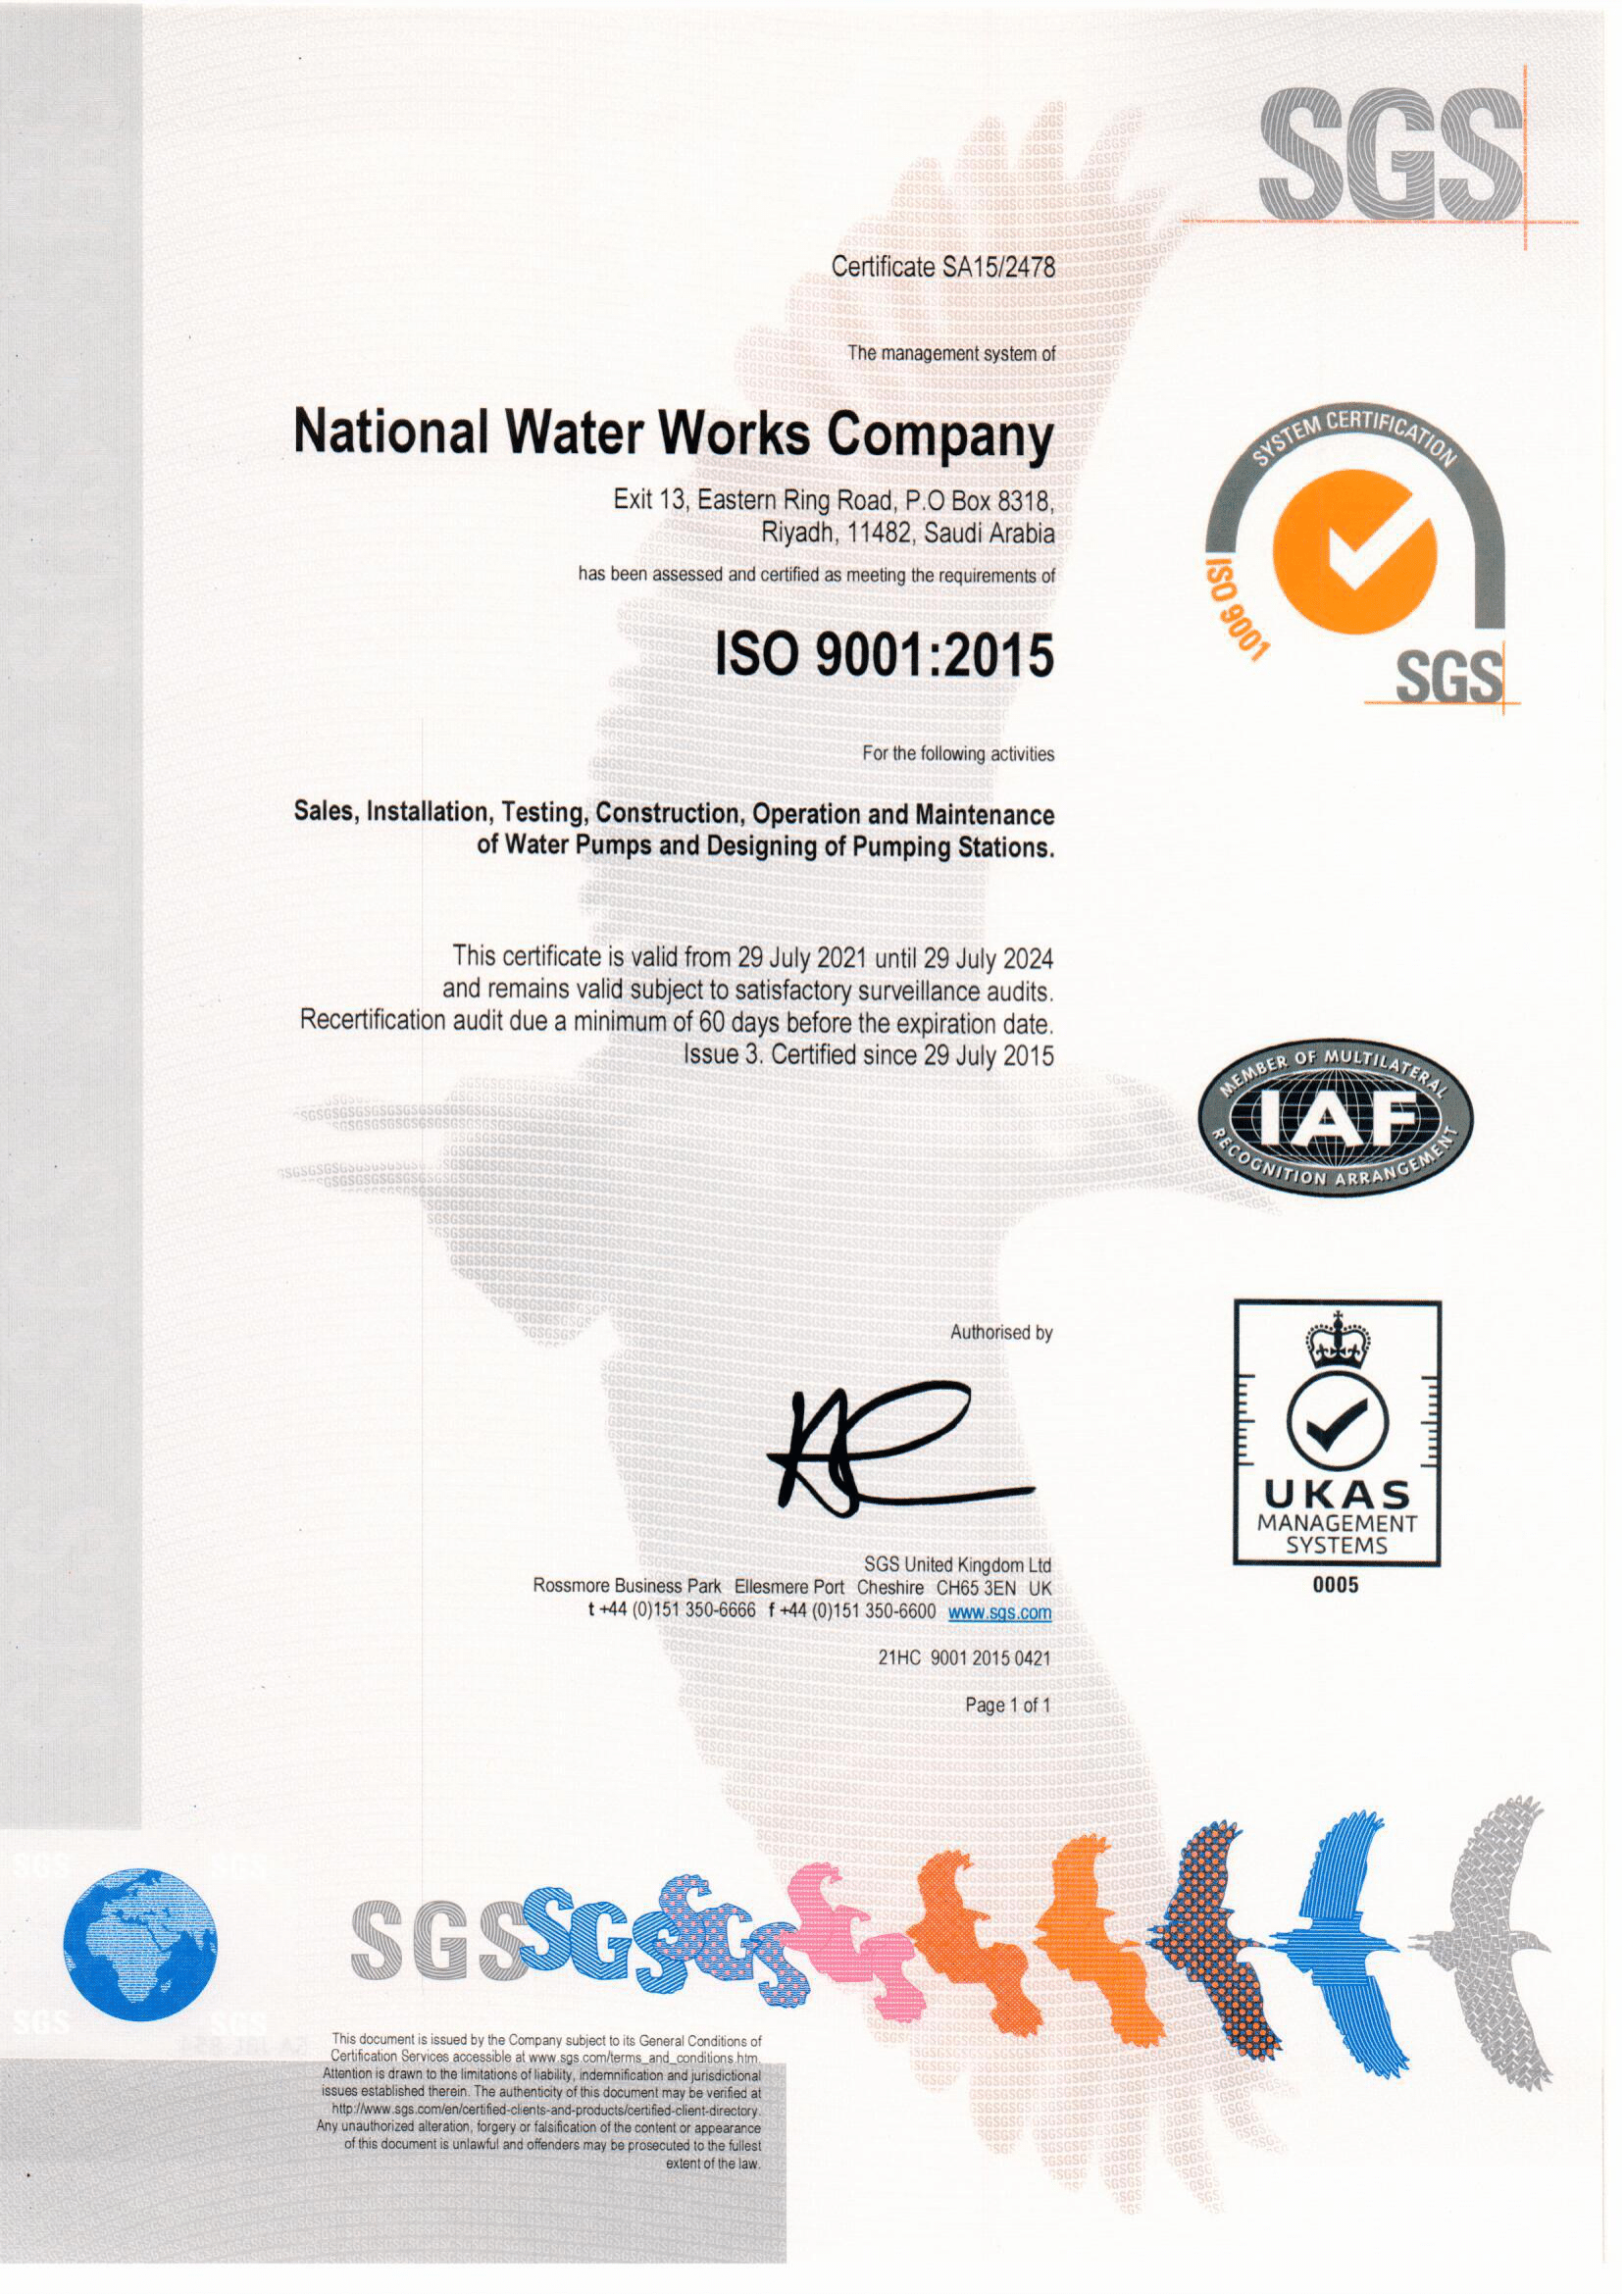 SGS
Certificate SA15/2478
The management system of
National Water Works Company
Exit 13, Eastern Ring Road, P.O Box 8318,
Riyadh, 11482, Saudi Arabia
has been assessed and certified as meeting the requirements of
ISO 9001:2015
For the following activities
Sales, Installation, Testing, Construction, Operation and Maintenance
of Water Pumps and Designing of Pumping Stations.
This certificate is valid from 29 July 2021 until 29 July 2024
and remains valid subject to satisfactory surveillance audits.
Recertification audit due a minimum of 60 days before the expiration date.
Issue 3. Certified since 29 July 2015
SYSTEM CERTIFICATION
ISO 9001
SGS
MEMBER OF MULTILATERAL
IAF
RECOGNITION ARRANGEMENT
Authorised by
UKAS
MANAGEMENT
SYSTEMS
0005
SGS United Kingdom Ltd
Rossmore Business Park Ellesmere Port Cheshire CH65 3EN UK
t +44 (0)151 350-6666 f +44 (0)151 350-6600 www.sgs.com
21HC 9001 2015 0421
Page 1 of 1
SGS SGS SGS
This document is issued by the Company subject to its General Conditions of
Certification Services accessible at www.sgs.com/terms_and_conditions.htm.
Attention is drawn to the limitations of liability, indemnification and jurisdictional
issues established therein. The authenticity of this document may be verified at
http://www.sgs.com/en/certified-clients-and-products/certified-client-directory.
Any unauthorized alteration, forgery or falsification of the content or appearance
of this document is unlawful and offenders may be prosecuted to the fullest
extent of the law.